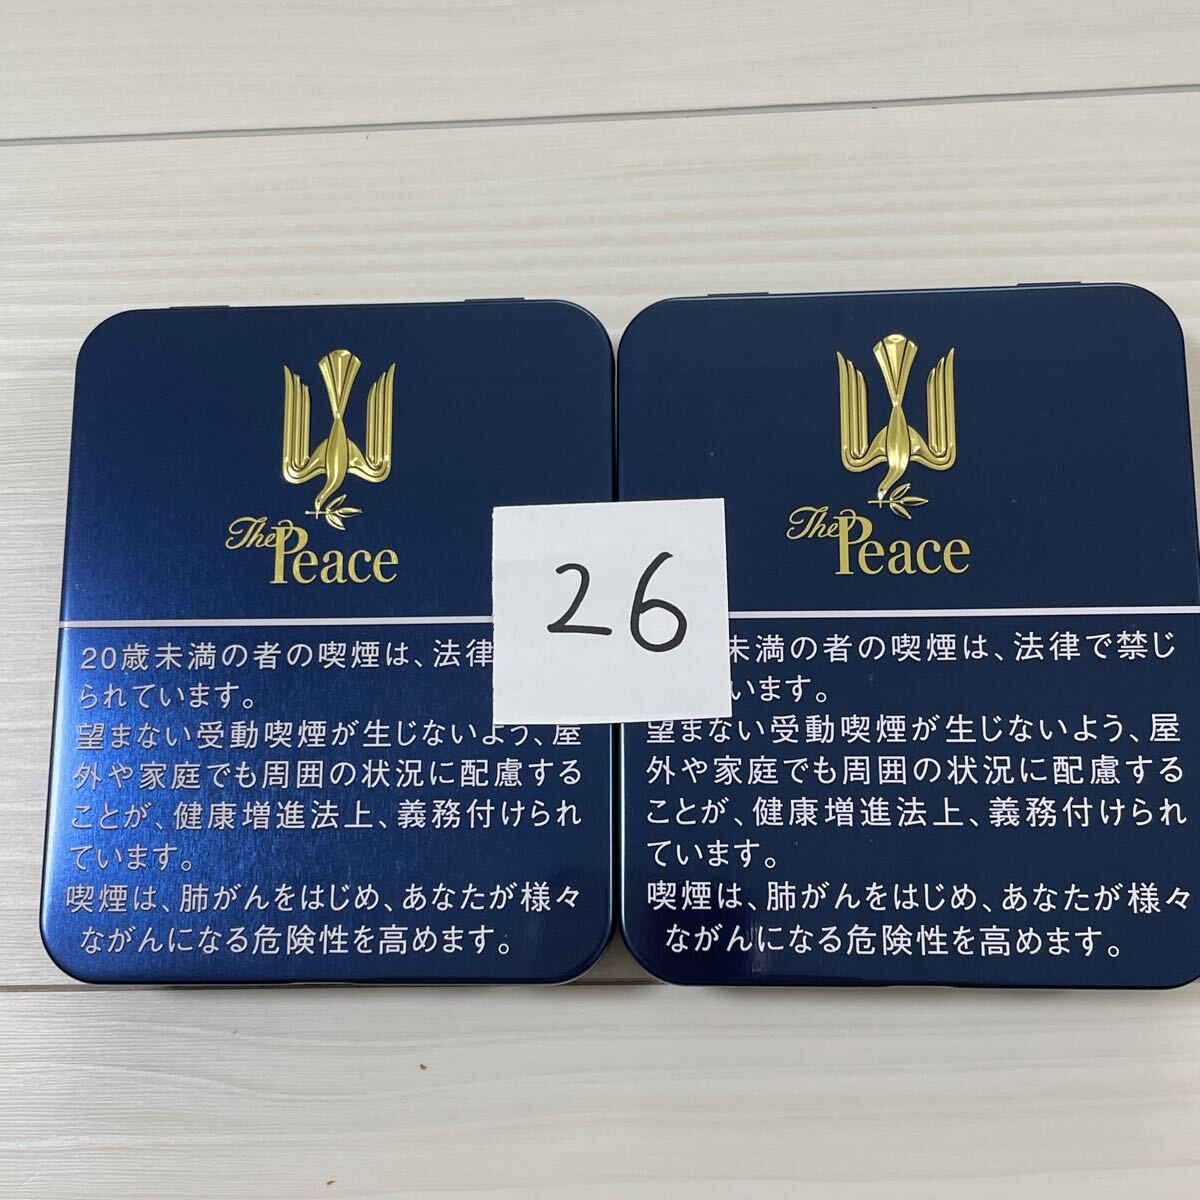 The Peace
20歳未満の者の喫煙は、法律
られています。
望まない受動喫煙が生じないよう、屋
外や家庭でも周囲の状況に配慮する
ことが、健康増進法上、義務付けられ
ています。
喫煙は、肺がんをはじめ、あなたが様々
ながんになる危険性を高めます。
26
The Peace
未満の者の喫煙は、法律で禁じ
います。
望まない受動喫煙が生じないよう、屋
外や家庭でも周囲の状況に配慮する
ことが、健康増進法上、義務付けられ
ています。
喫煙は、肺がんをはじめ、あなたが様々
ながんになる危険性を高めます。